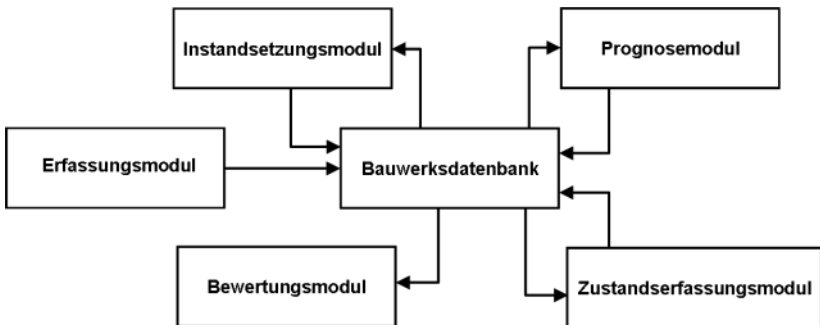 Instandsetzungsmodul
Prognosemodul
Erfassungsmodul
Bauwerksdatenbank
Bewertungsmodul
Zustandserfassungsmodul